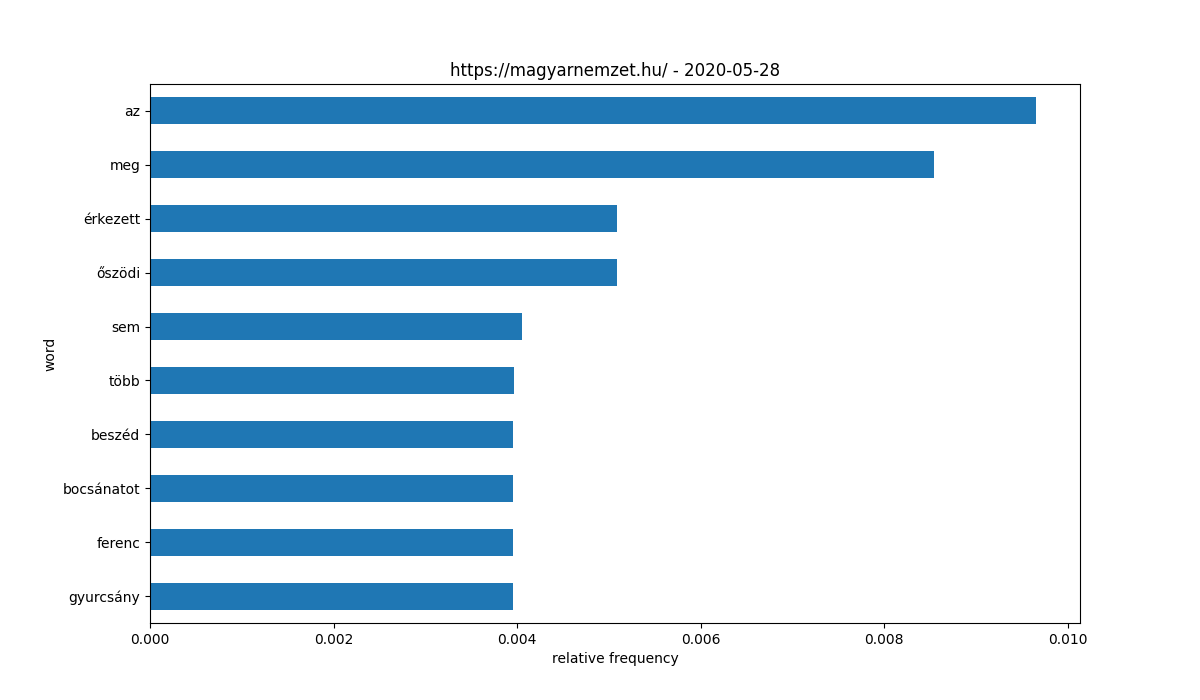 https://magyarnemzet.hu/ - 2020-05-28
az
meg
érkezett
őszödi
sem
több
beszéd
bocsánatot
ferenc
gyurcsány
word
0.000 0.002 0.004 0.006 0.008 0.010
relative frequency